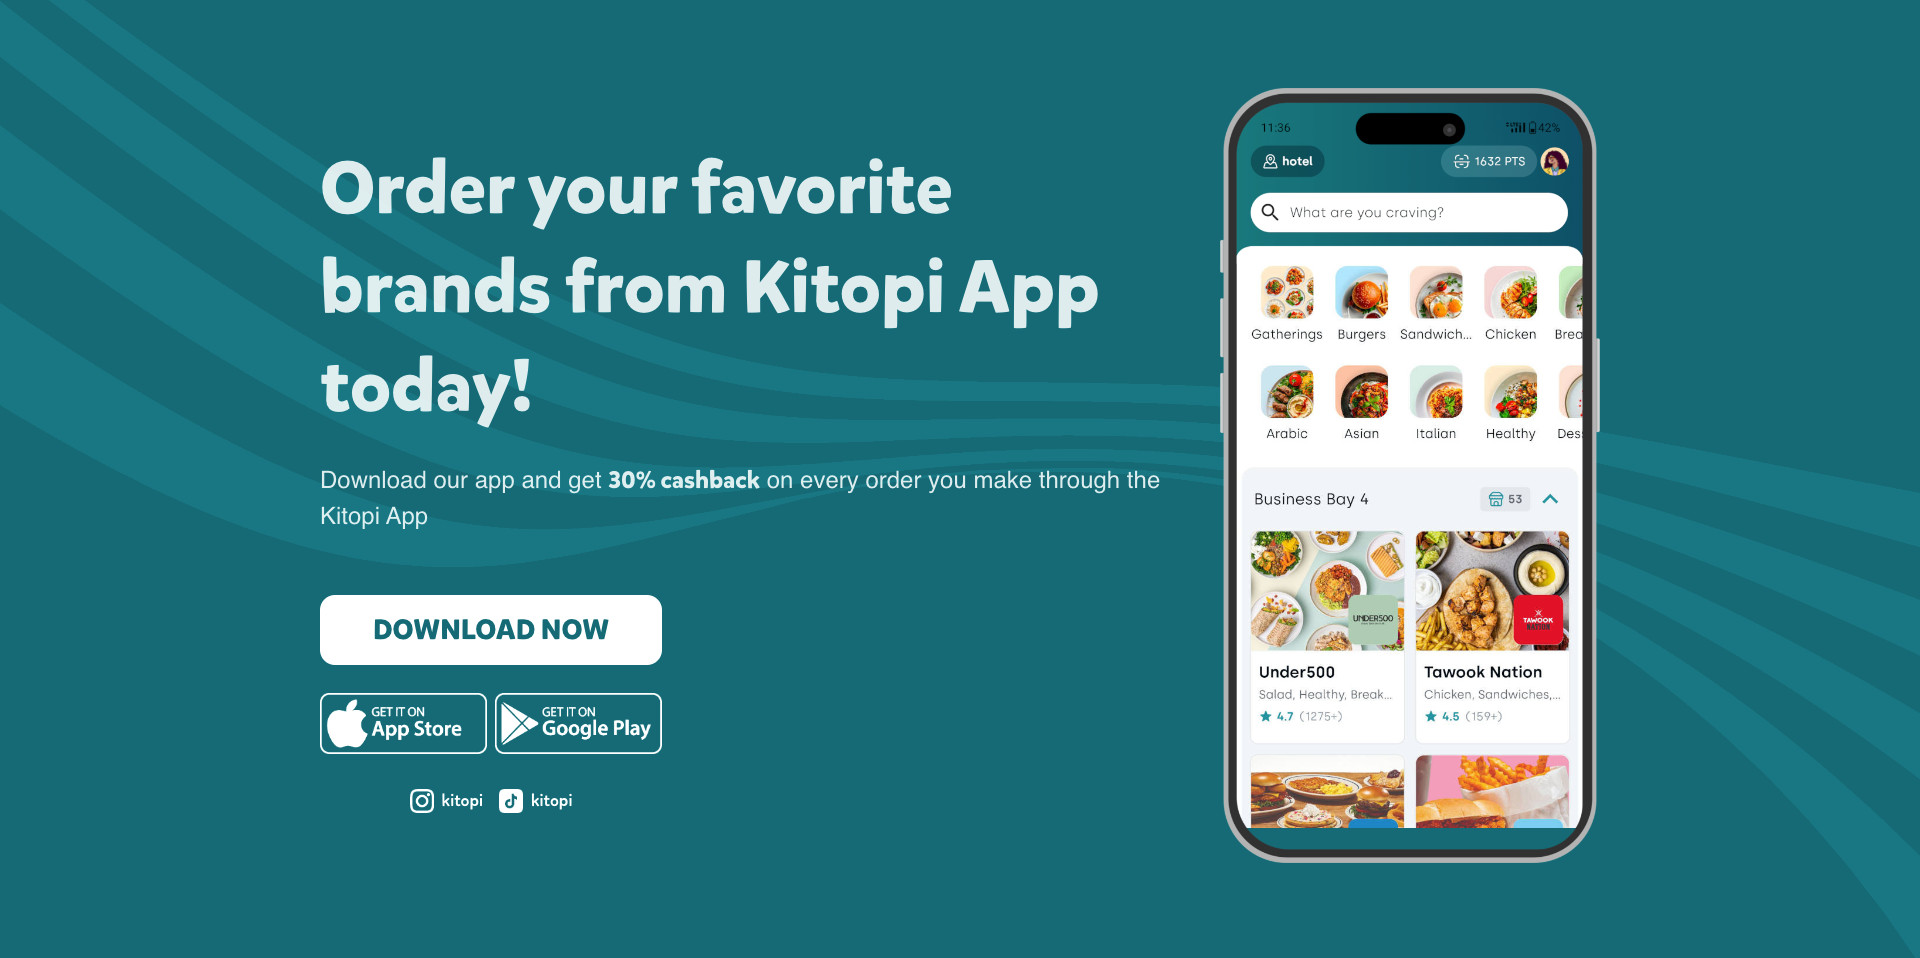 Order your favorite
brands from Kitopi App
today!
Download our app and get 30% cashback on every order you make through the
Kitopi App
DOWNLOAD NOW
GET IT ON
App Store
GET IT ON
Google Play
kitopi
kitopi
11:36
42%
hotel
1632 PTS
What are you craving?
Gatherings
Burgers
Sandwich...
Chicken
Brea
Arabic
Asian
Italian
Healthy
Des
Business Bay 4
53
UNDER500
TAWOOK
NATION
Under500
Salad, Healthy, Break...
4.7 (1275+)
Tawook Nation
Chicken, Sandwiches,...
4.5 (159+)